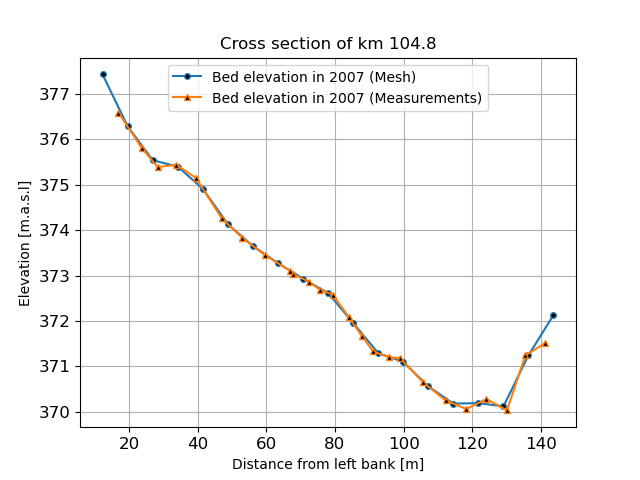 Cross section of km 104.8
Bed elevation in 2007 (Mesh)
Bed elevation in 2007 (Measurements)
Elevation [m.a.s.l]
377
376
375
374
373
372
371
370
20 40 60 80 100 120 140
Distance from left bank [m]